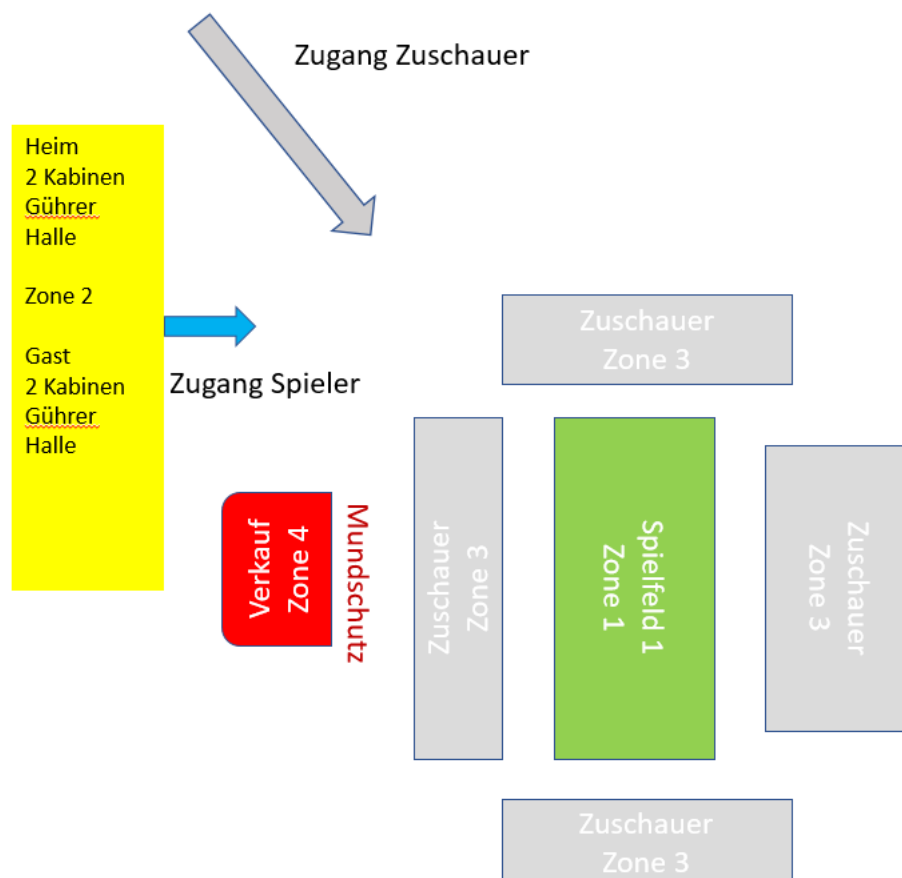 Zugang Zuschauer
Heim
2 Kabinen
Gührer
Halle
Zone 2
Gast
2 Kabinen
Gührer
Halle
Zugang Spieler
Zuschauer
Zone 3
Verkauf
Zone 4
Mundschutz
Zuschauer
Zone 3
Spielfeld 1
Zone 1
Zuschauer
Zone 3
Zuschauer
Zone 3